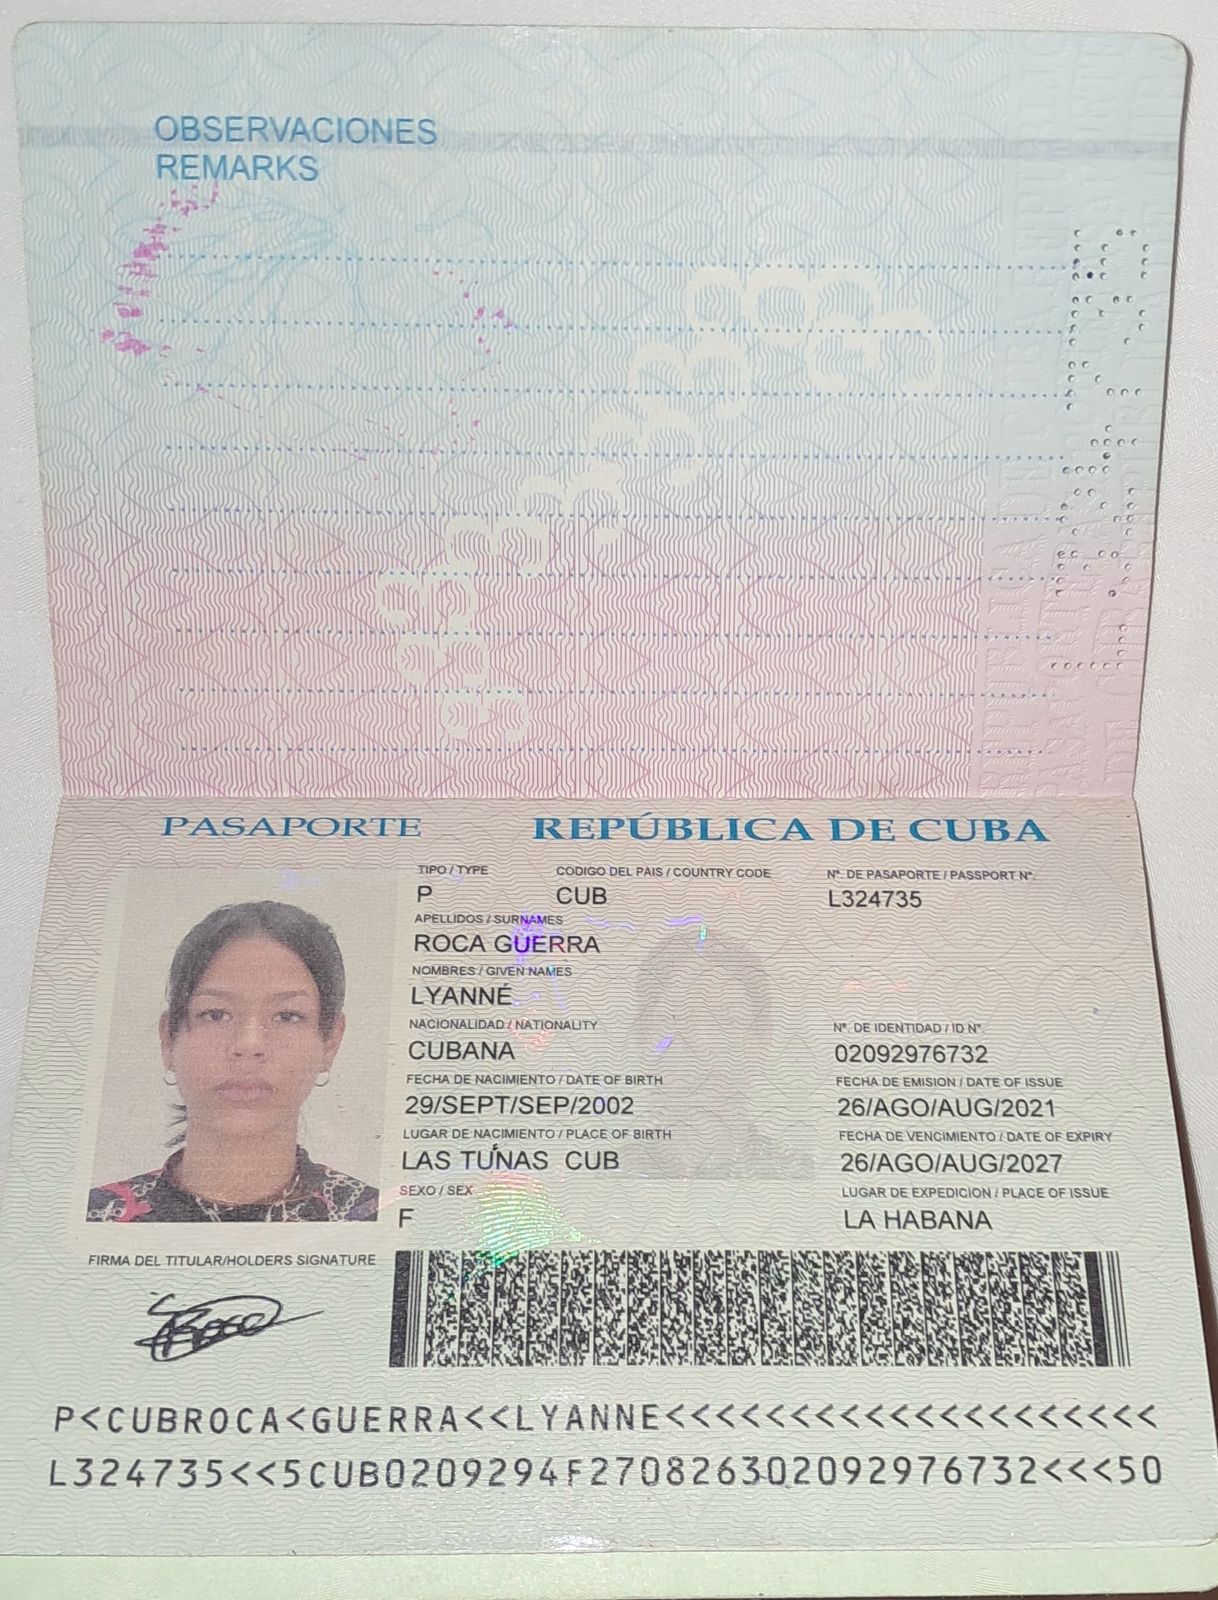 OBSERVACIONES
REMARKS
PASAPORTE REPÚBLICA DE CUBA
TIPO / TYPE CODIGO DEL PAIS / COUNTRY CODE Nº. DE PASAPORTE / PASSPORT Nº.
P CUB L324735
APELLIDOS / SURNAMES
ROCA GUERRA
NOMBRES / GIVEN NAMES
LYANNÉ
NACIONALIDAD / NATIONALITY Nº. DE IDENTIDAD / ID Nº.
CUBANA 02092976732
FECHA DE NACIMIENTO / DATE OF BIRTH FECHA DE EMISION / DATE OF ISSUE
29/SEPT/SEP/2002 26/AGO/AUG/2021
LUGAR DE NACIMIENTO / PLACE OF BIRTH FECHA DE VENCIMIENTO / DATE OF EXPIRY
LAS TUNAS CUB 26/AGO/AUG/2027
SEXO / SEX LUGAR DE EXPEDICION / PLACE OF ISSUE
F LA HABANA
FIRMA DEL TITULAR/HOLDERS SIGNATURE
P<CUBROCA<GUERRA<<LYANNE<<<<<<<<<<<<<<<<<<<<
L324735<<5CUB0209294F27082630209297673​2<<<50